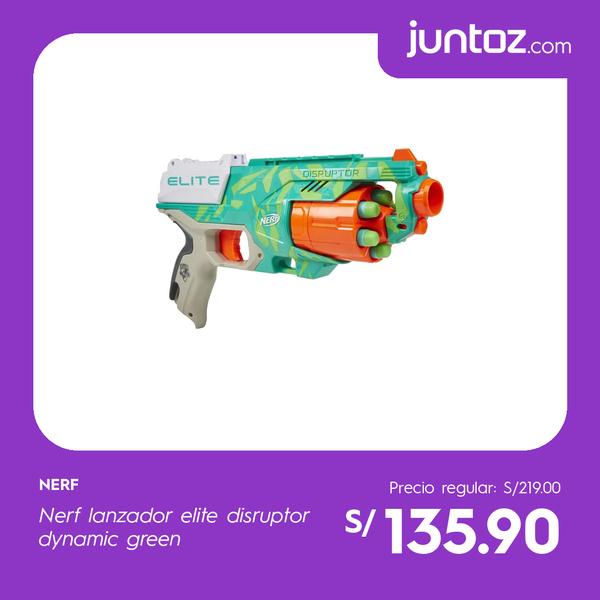 juntoz.com
ELITE
DISRUPTOR
NERF
NERF
Nerf lanzador elite disruptor
dynamic green
Precio regular: S/219.00
S/135.90